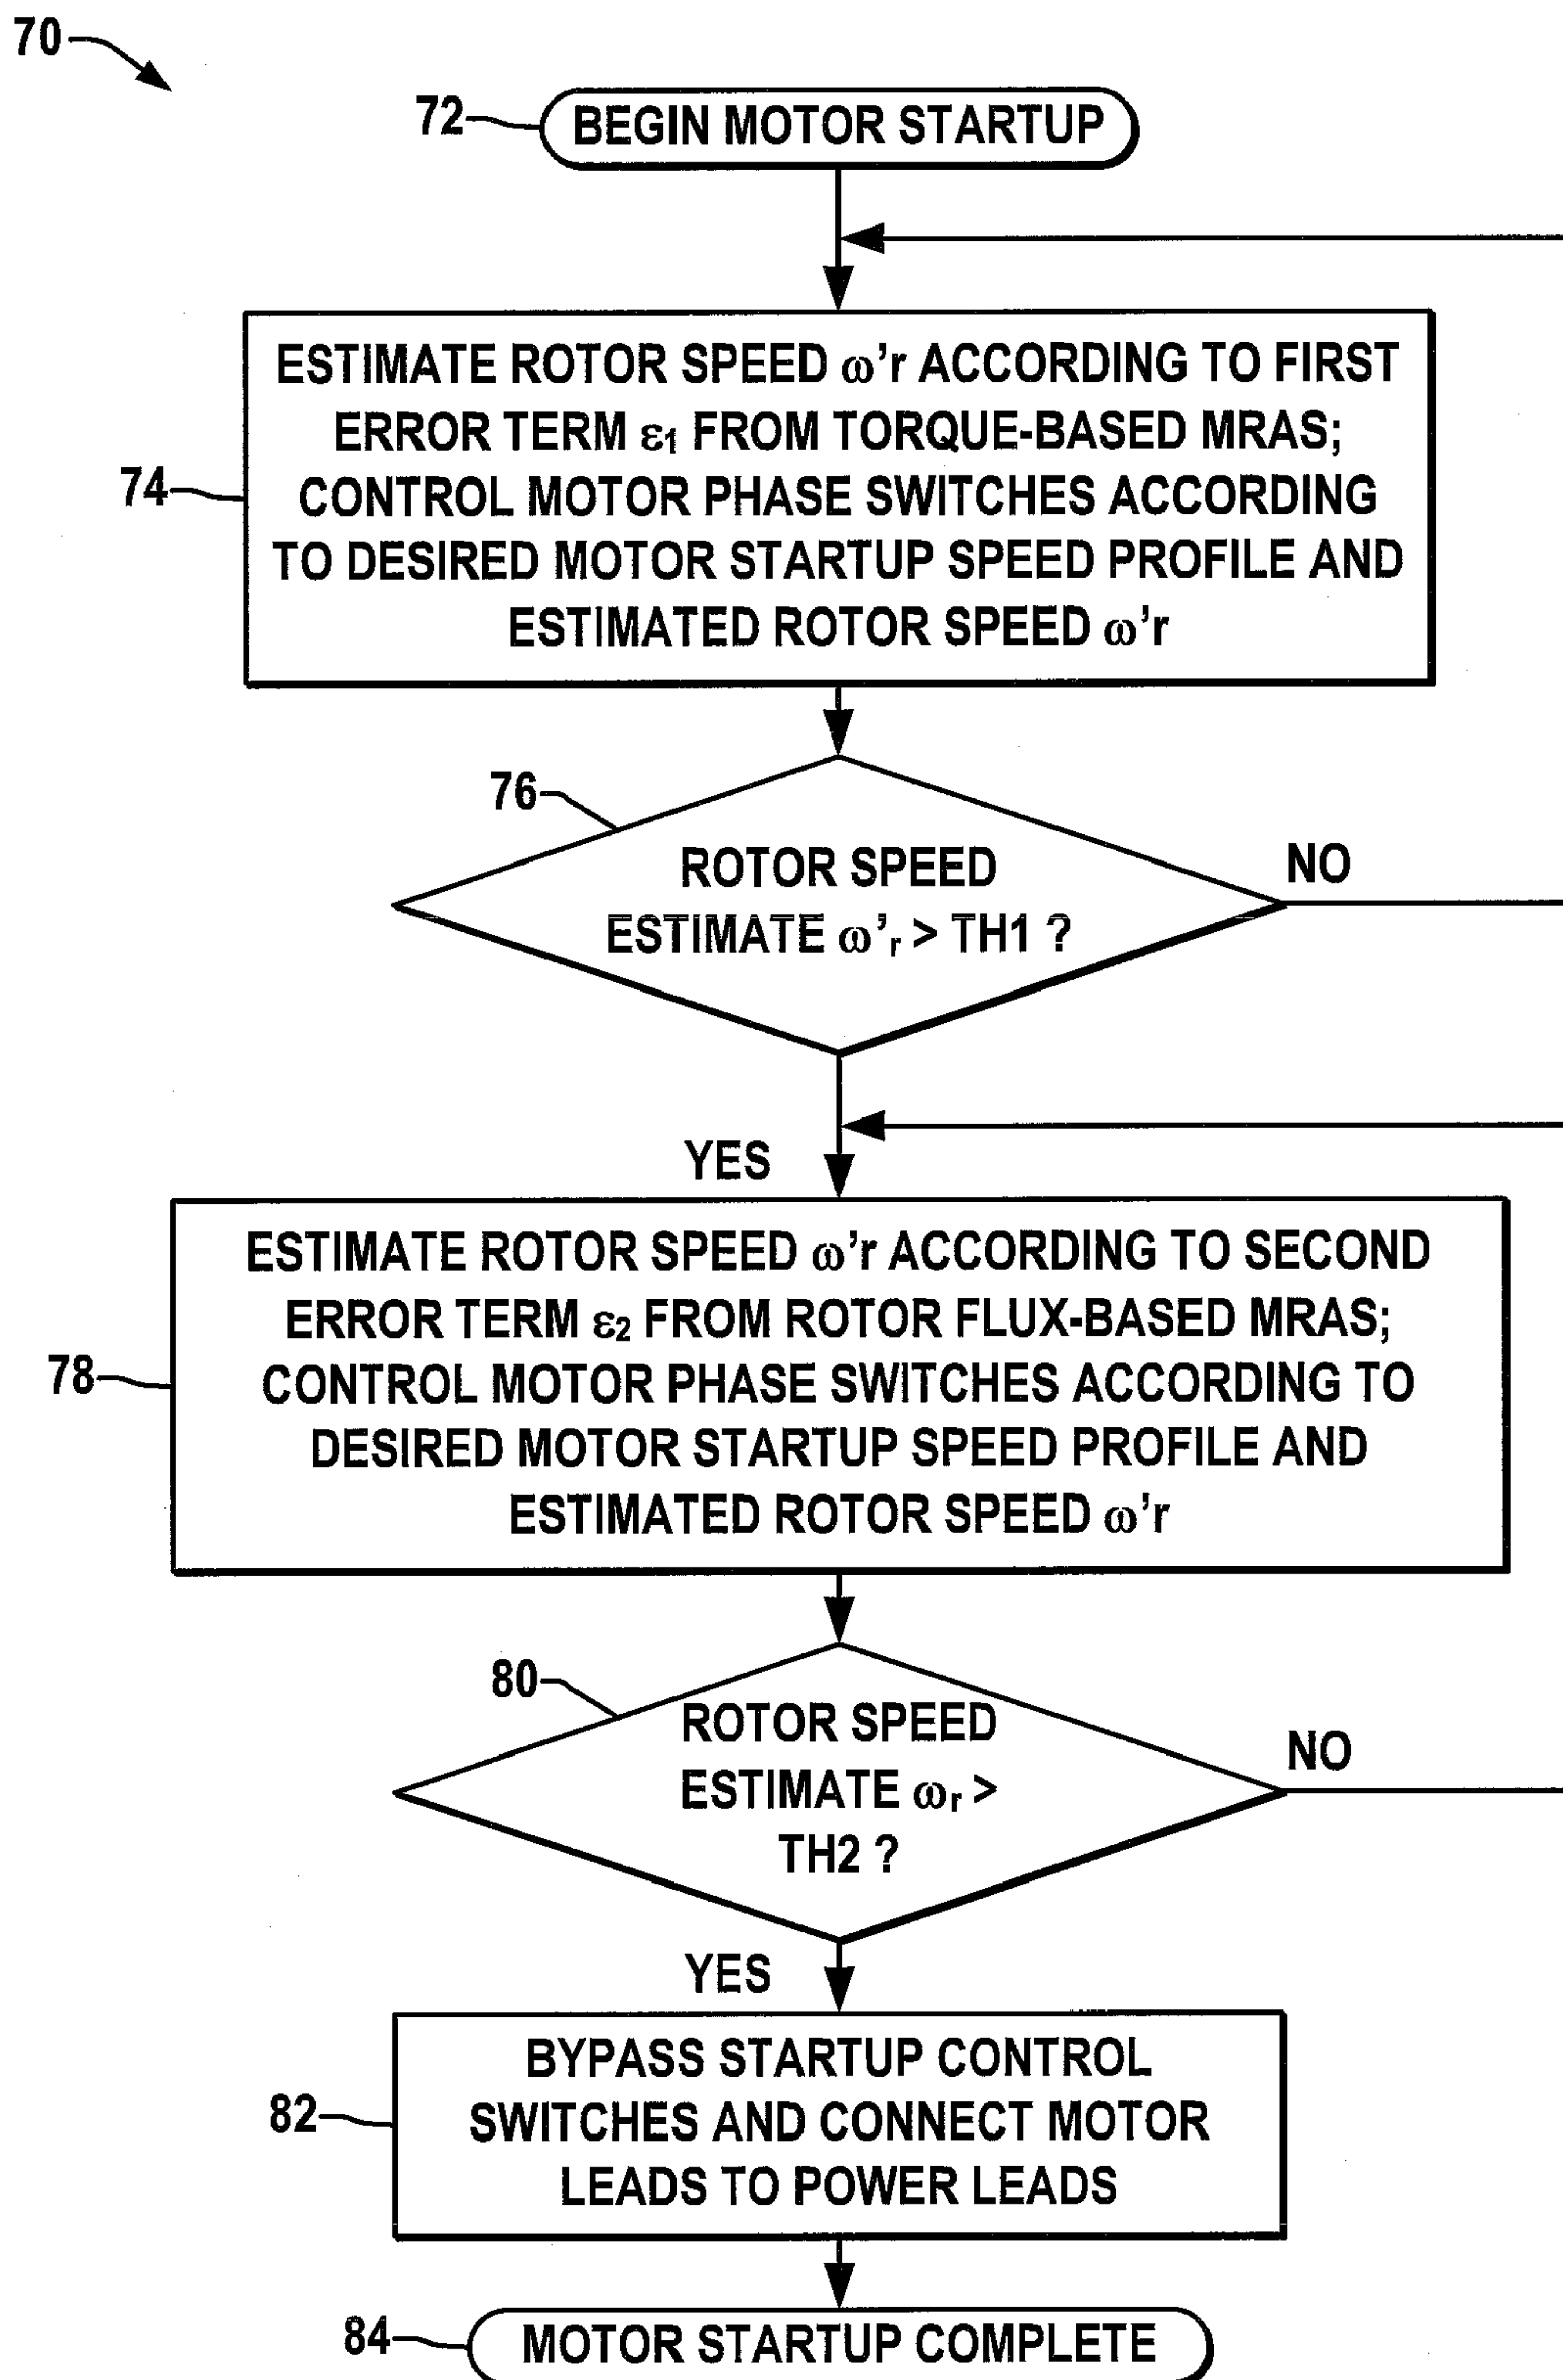 70
72
BEGIN MOTOR STARTUP
ESTIMATE ROTOR SPEED ω'r ACCORDING TO FIRST
ERROR TERM ε1 FROM TORQUE-BASED MRAS;
74
CONTROL MOTOR PHASE SWITCHES ACCORDING
TO DESIRED MOTOR STARTUP SPEED PROFILE AND
ESTIMATED ROTOR SPEED ω'r
76
ROTOR SPEED
NO
ESTIMATE ω'r > TH1 ?
YES
ESTIMATE ROTOR SPEED ω'r ACCORDING TO SECOND
ERROR TERM ε2 FROM ROTOR FLUX-BASED MRAS;
78
CONTROL MOTOR PHASE SWITCHES ACCORDING TO
DESIRED MOTOR STARTUP SPEED PROFILE AND
ESTIMATED ROTOR SPEED ω'r
80
ROTOR SPEED
NO
ESTIMATE ωr >
TH2 ?
YES
BYPASS STARTUP CONTROL
82
SWITCHES AND CONNECT MOTOR
LEADS TO POWER LEADS
84
MOTOR STARTUP COMPLETE